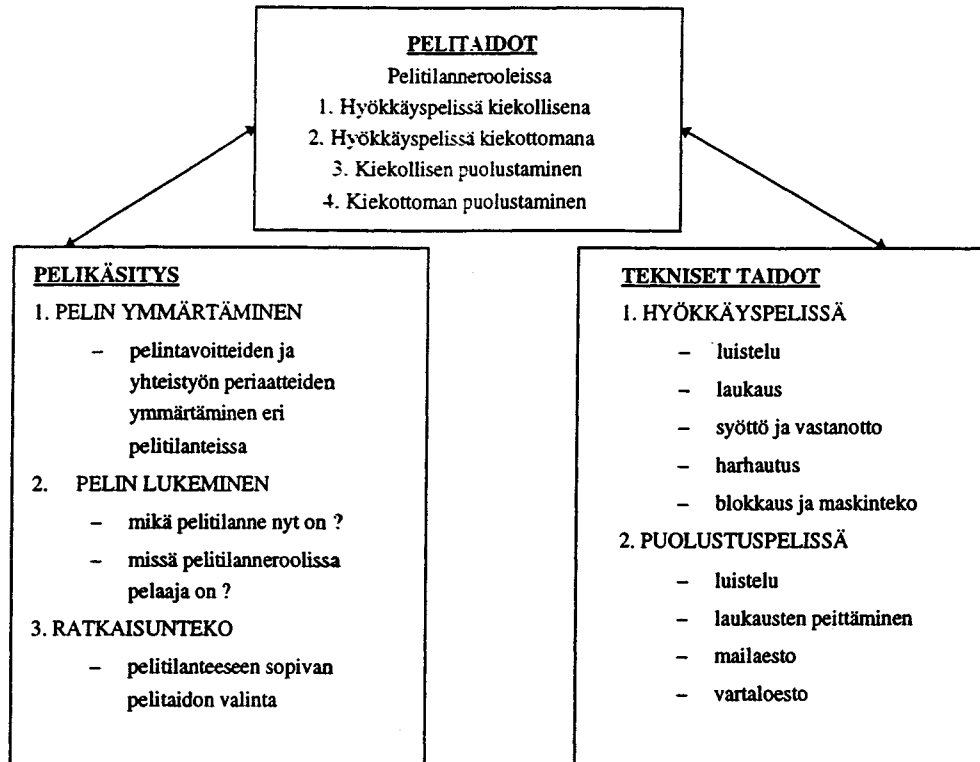 PELITAIDOT
Pelitilannerooleissa
1. Hyökkäyspelissä kiekollisena
2. Hyökkäyspelissä kiekottomana
3. Kiekollisen puolustaminen
4. Kiekottoman puolustaminen
PELIKÄSITYS
1. PELIN YMMÄRTÄMINEN
– pelintavoitteiden ja
yhteistyön periaatteiden
ymmärtäminen eri
pelitilanteissa
2. PELIN LUKEMINEN
– mikä pelitilanne nyt on ?
– missä pelitilanneroolissa
pelaaja on ?
3. RATKAISUNTEKO
– pelitilanteeseen sopivan
pelitaidon valinta
TEKNISET TAIDOT
1. HYÖKKÄYSPELISSÄ
– luistelu
– laukaus
– syöttö ja vastanotto
– harhautus
– blokkaus ja maskinteko
2. PUOLUSTUSPELISSÄ
– luistelu
– laukausten peittäminen
– mailaesto
– vartaloesto